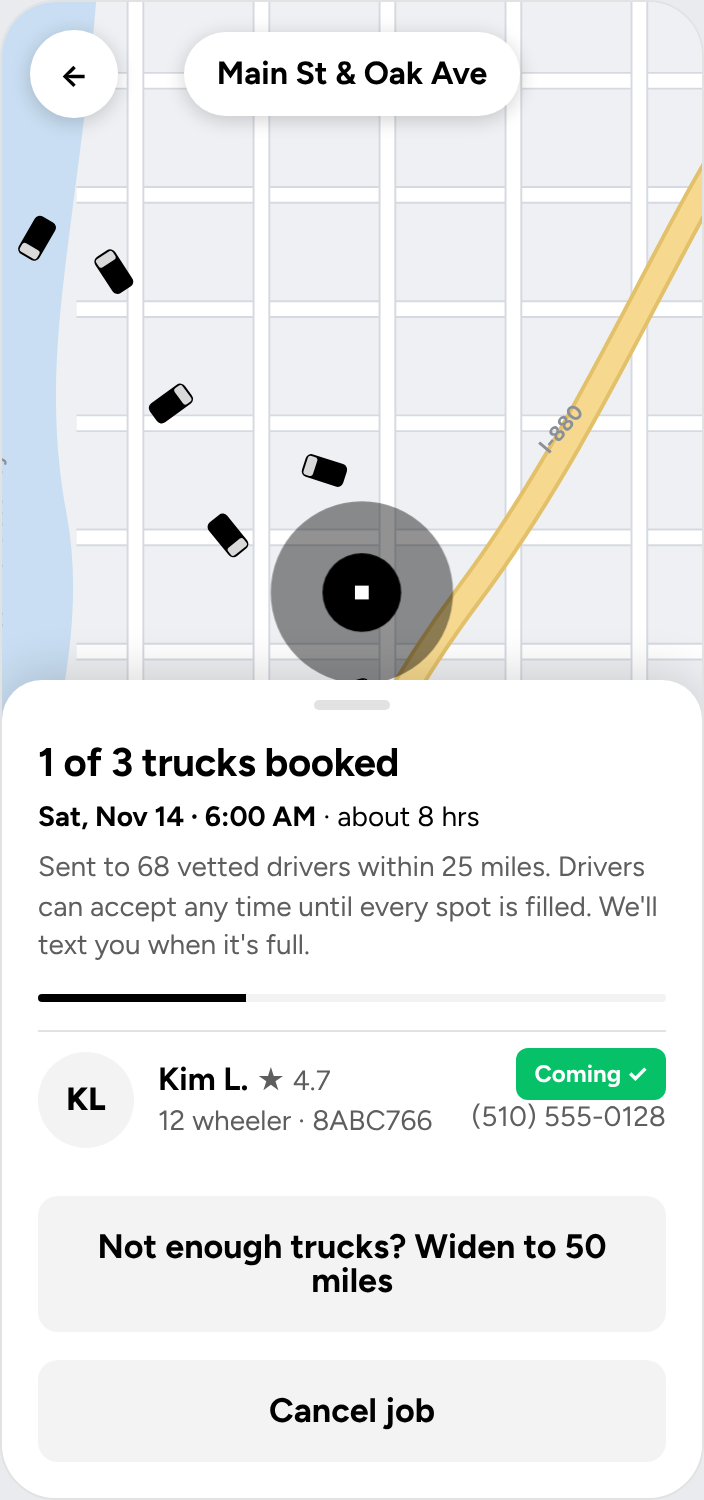 Main St & Oak Ave
I-880
1 of 3 trucks booked
Sat, Nov 14 · 6:00 AM · about 8 hrs
Sent to 68 vetted drivers within 25 miles. Drivers
can accept any time until every spot is filled. We'll
text you when it's full.
KL
Kim L. ★ 4.7
Coming ✓
12 wheeler · 8ABC766
(510) 555-0128
Not enough trucks? Widen to 50
miles
Cancel job